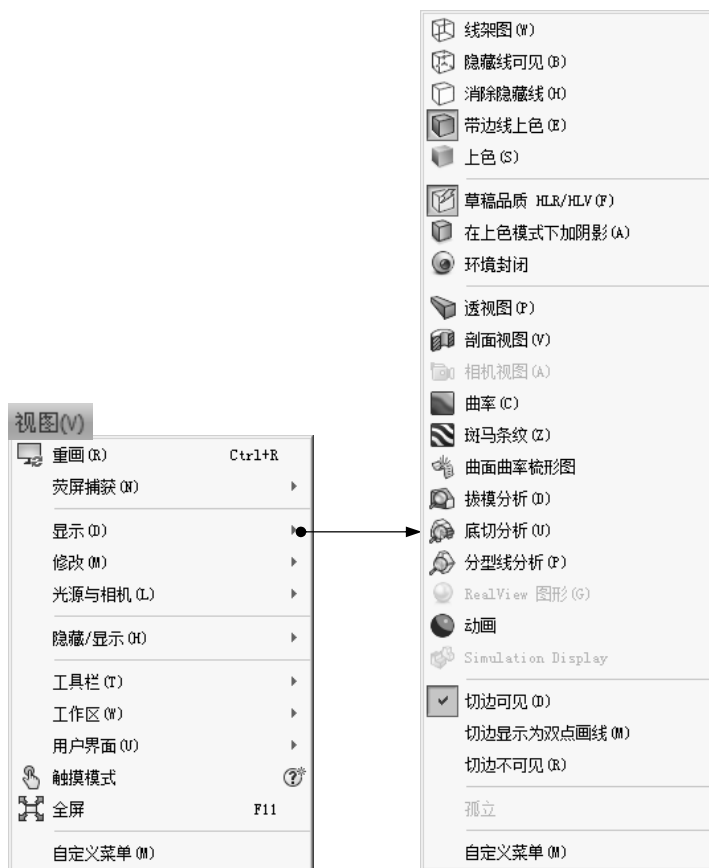 视图(V)
重画(R) Ctrl+R
荧屏捕获(N)
显示(D)
修改(M)
光源与相机(L)
隐藏/显示(H)
工具栏(T)
工作区(W)
用户界面(U)
触摸模式
全屏 F11
自定义菜单(M)
线架图(W)
隐藏线可见(B)
消除隐藏线(H)
带边线上色(E)
上色(S)
草稿品质 HLR/HLV(F)
在上色模式下加阴影(A)
环境封闭
透视图(P)
剖面视图(V)
相机视图(A)
曲率(C)
斑马条纹(Z)
曲面曲率梳形图
拔模分析(D)
底切分析(U)
分型线分析(P)
RealView 图形(G)
动画
Simulation Display
切边可见(D)
切边显示为双点画线(M)
切边不可见(R)
孤立
自定义菜单(M)